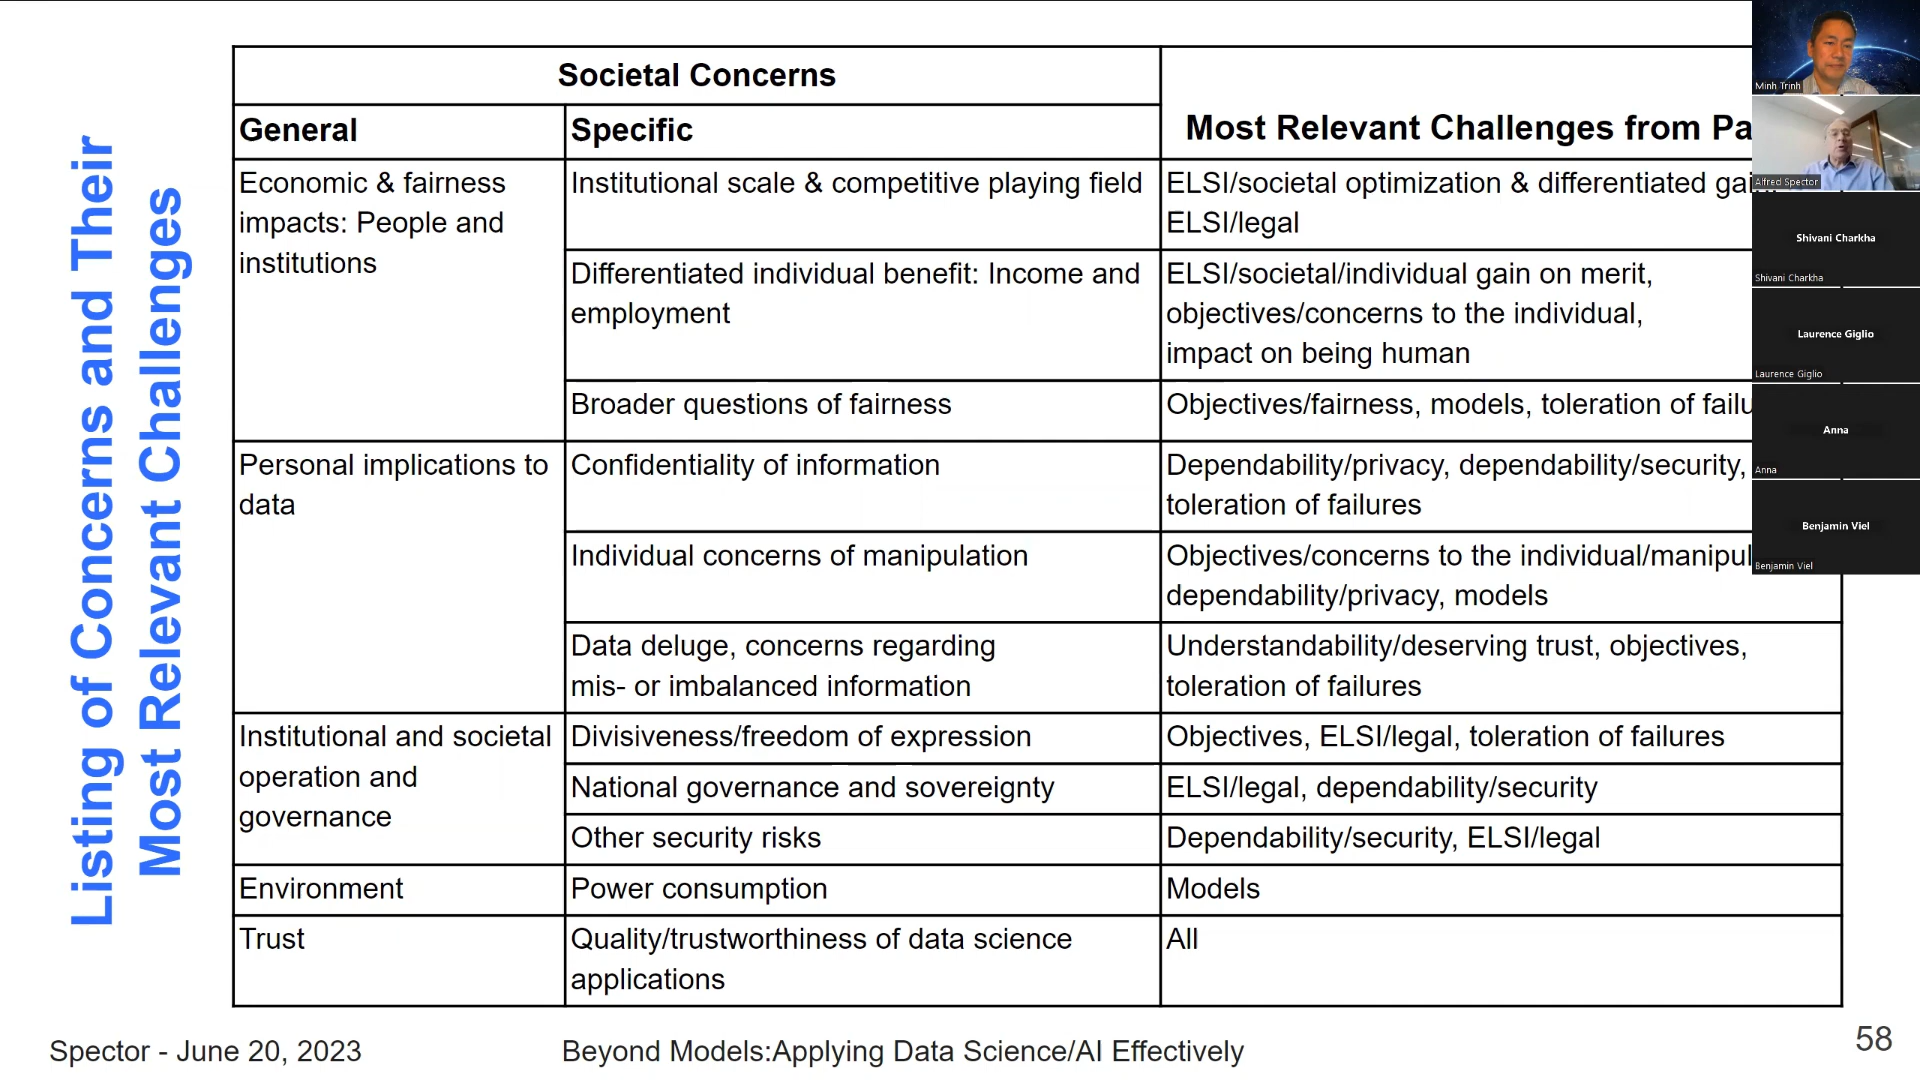 Listing of Concerns and Their
Most Relevant Challenges
Societal Concerns
General
Specific
Most Relevant Challenges from
Economic & fairness
impacts: People and
institutions
Institutional scale & competitive playing field
ELSI/societal optimization & differentiated
ELSI/legal
Differentiated individual benefit: Income and
employment
ELSI/societal/individual gain on merit,
objectives/concerns to the individual,
impact on being human
Broader questions of fairness
Objectives/fairness, models, toleration of
Personal implications to
data
Confidentiality of information
Dependability/privacy, dependability/security,
toleration of failures
Individual concerns of manipulation
Objectives/concerns to the individual/
dependability/privacy, models
Data deluge, concerns regarding
mis- or imbalanced information
Understandability/deserving trust, objectives,
toleration of failures
Institutional and societal
operation and
governance
Divisiveness/freedom of expression
Objectives, ELSI/legal, toleration of failures
National governance and sovereignty
ELSI/legal, dependability/security
Other security risks
Dependability/security, ELSI/legal
Environment
Power consumption
Models
Trust
Quality/trustworthiness of data science
applications
All
Spector - June 20, 2023
Beyond Models:Applying Data Science/AI Effectively
58
Minh Trinh
Alfred Spector
Shivani Charkha
Shivani Charkha
Laurence Giglio
Laurence Giglio
Anna
Anna
Benjamin Viel
Benjamin Viel